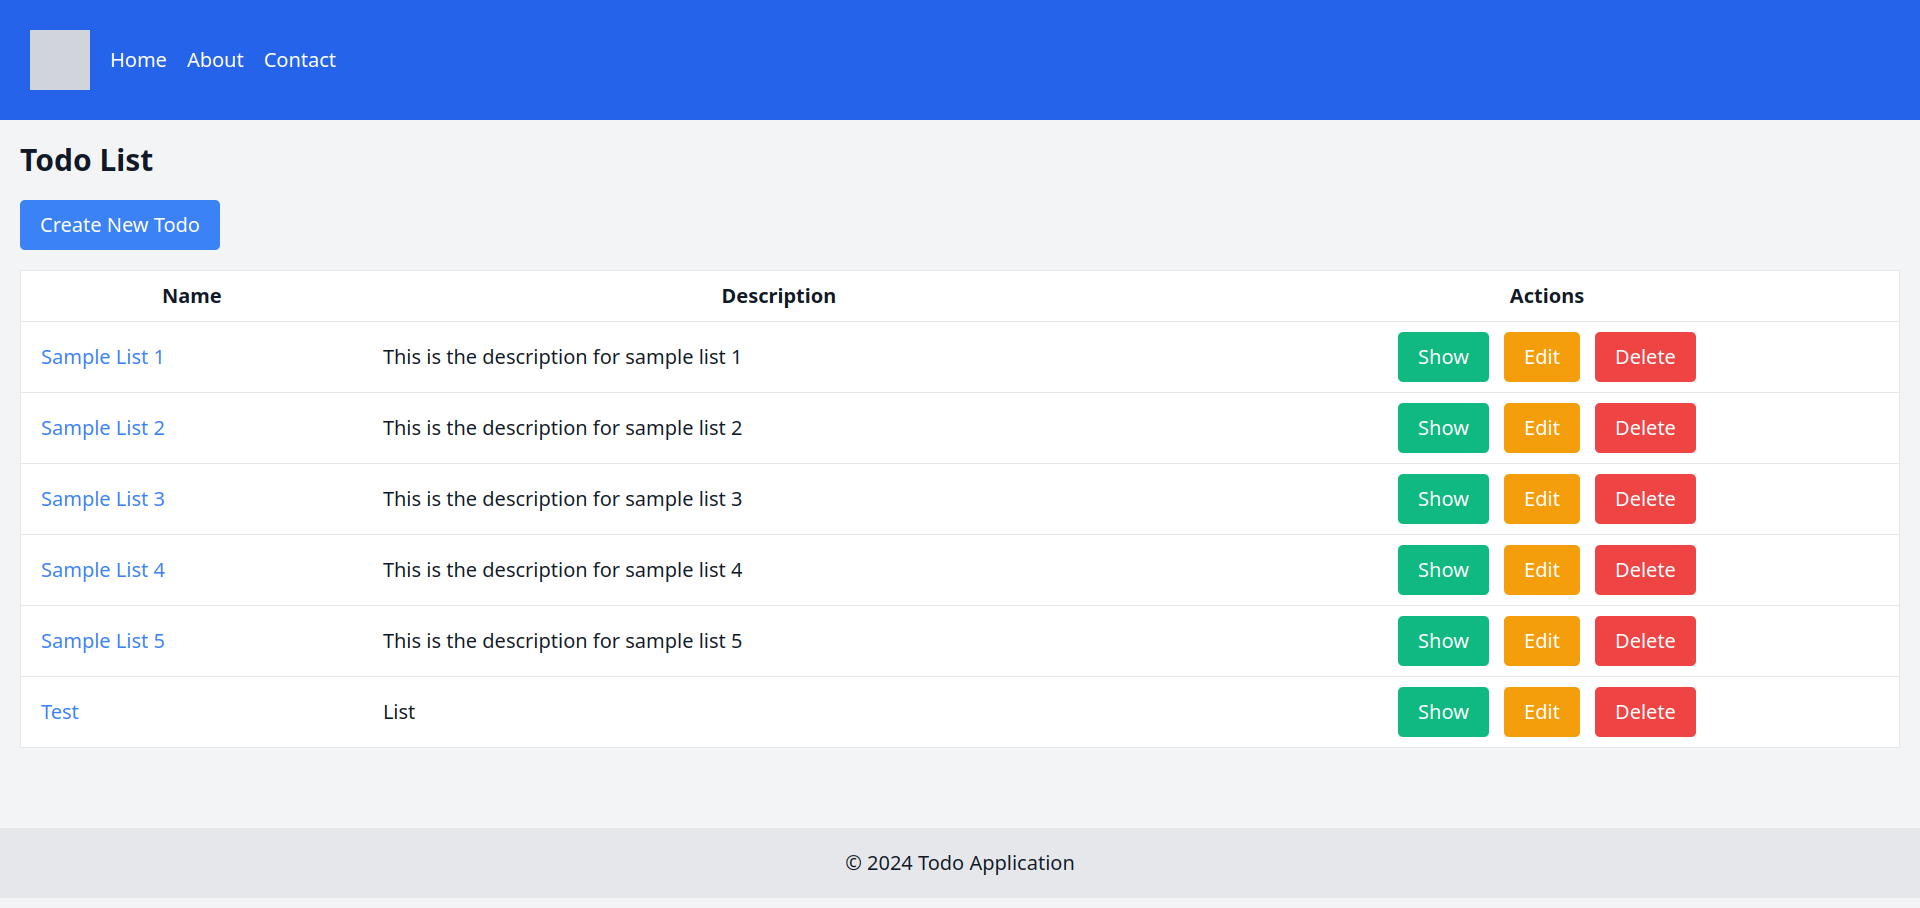 Home About Contact
Todo List
Create New Todo
Name Description Actions
Sample List 1 This is the description for sample list 1 Show Edit Delete
Sample List 2 This is the description for sample list 2 Show Edit Delete
Sample List 3 This is the description for sample list 3 Show Edit Delete
Sample List 4 This is the description for sample list 4 Show Edit Delete
Sample List 5 This is the description for sample list 5 Show Edit Delete
Test List Show Edit Delete
© 2024 Todo Application